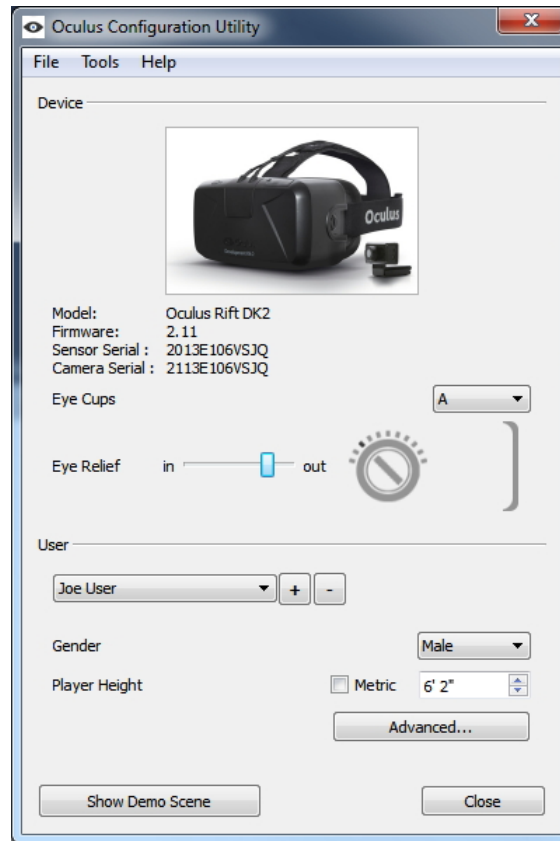 Oculus Configuration Utility
File Tools Help
Device
Oculus
Model: Oculus Rift DK2
Firmware: 2.11
Sensor Serial : 2013E106VSJQ
Camera Serial : 2113E106VSJQ
Eye Cups A
Eye Relief in out
User
Joe User + -
Gender Male
Player Height Metric 6' 2"
Advanced...
Show Demo Scene Close